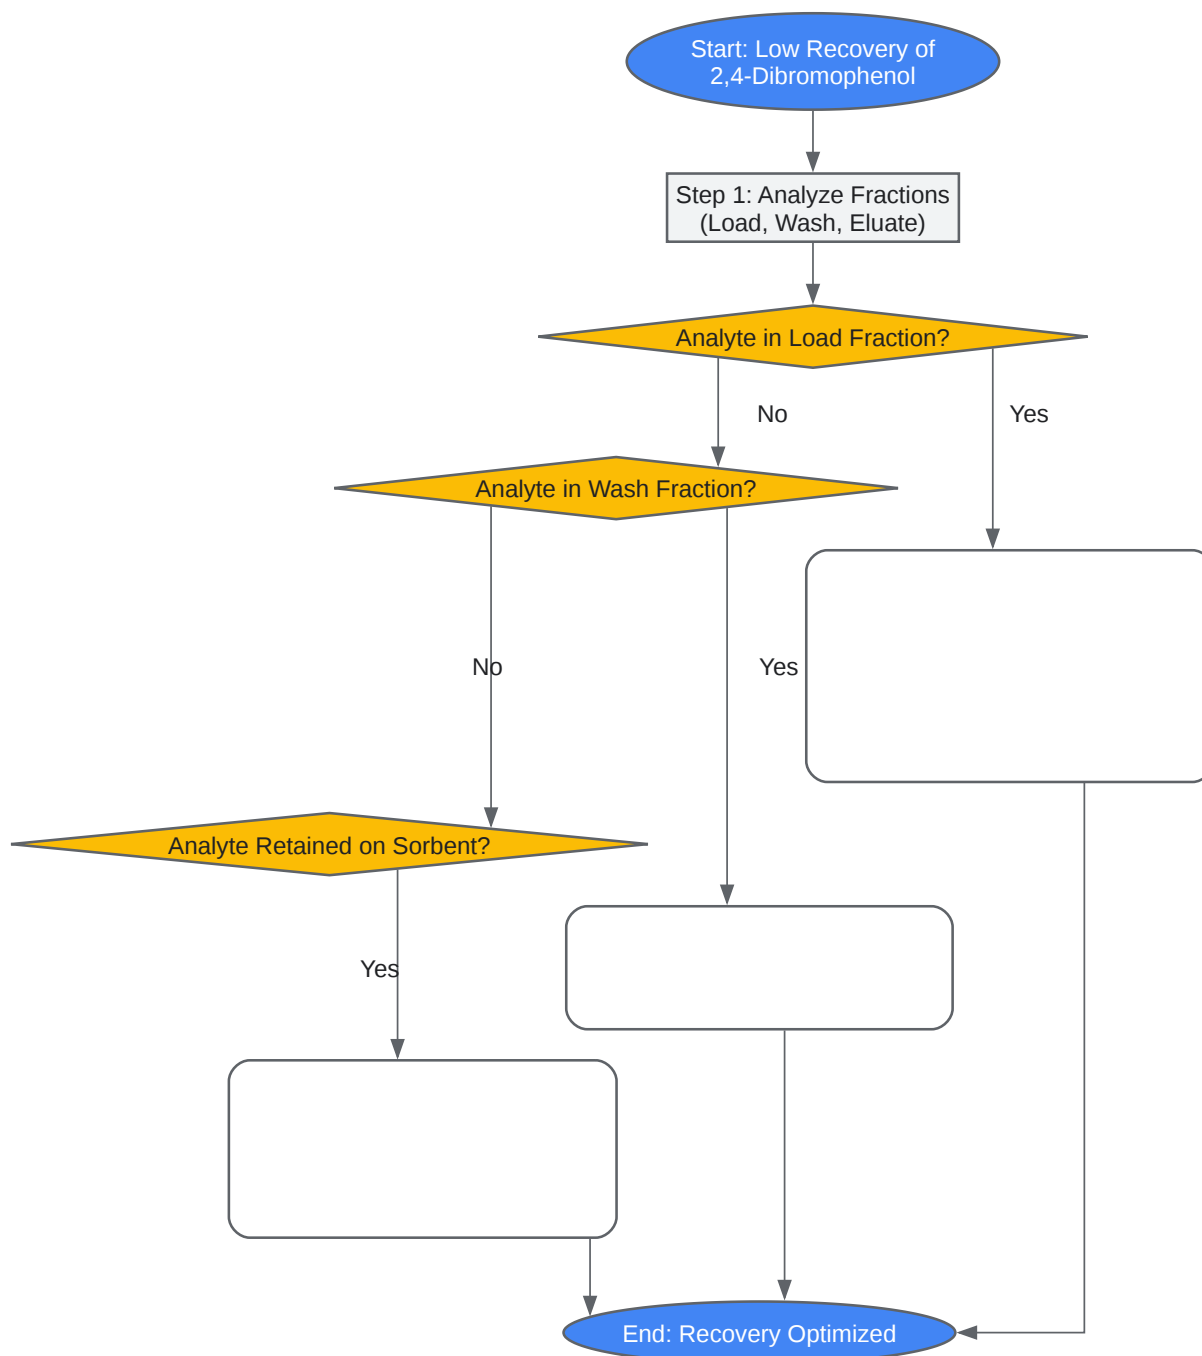 Start: Low Recovery of
2,4-Dibromophenol
Step 1: Analyze Fractions
(Load, Wash, Eluate)
Analyte in Load Fraction?
No
Yes
Analyte in Wash Fraction?
No
Yes
Analyte Retained on Sorbent?
Yes
End: Recovery Optimized